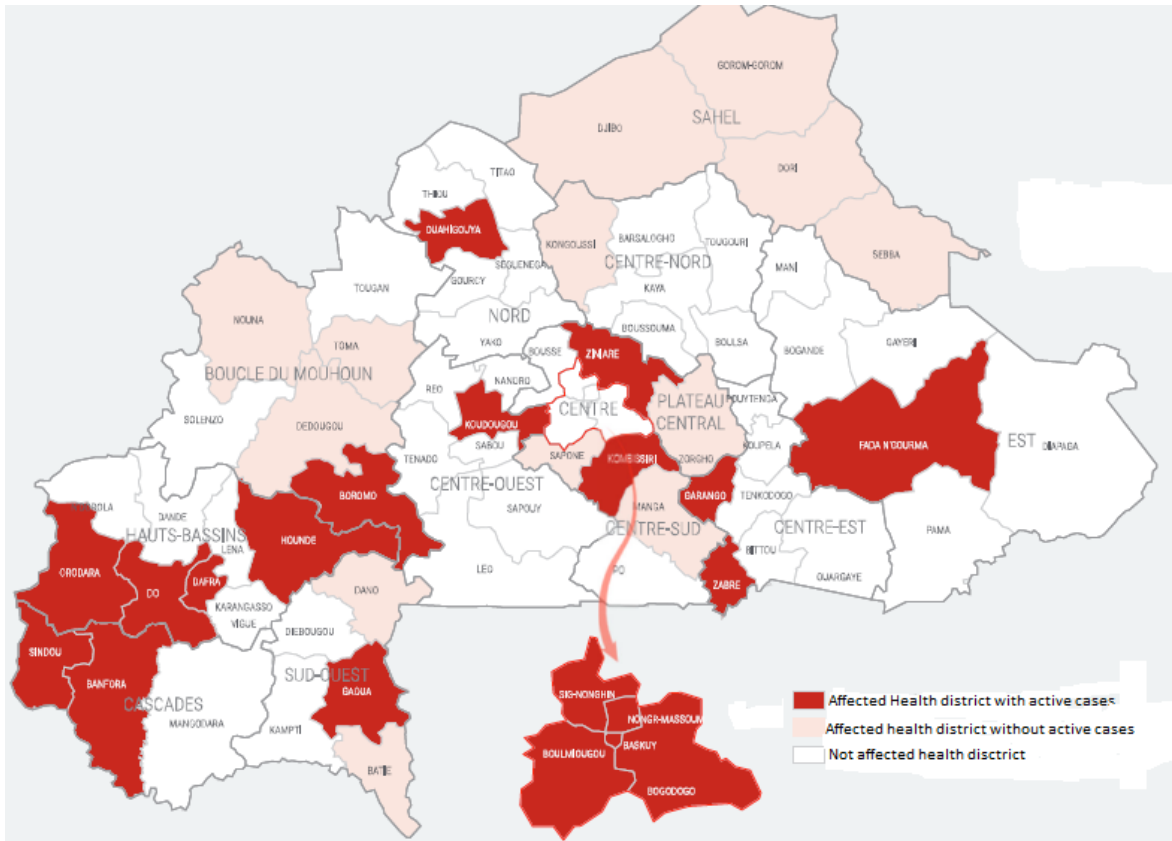 GOROM-GOROM
SAHEL
DJIBO
DORI
TITAO
THIOU
OUAHIGOUYA
KONGOUSSI
BARSALOGHO
TOUGOURI
CENTRE-NORD
MANI
SEBBA
SEGUENEGA
GOURCY
KAYA
TOUGAN
NORD
NOUNA
BOUSSOUMA
TOMA
YAKO
BOUSSE
ZINIARE
BOULSA
BOGANDE
GAYERI
BOUCLE DU MOUHOUN
REO
NANORO
CENTRE
PLATEAU
CENTRAL
POUYTENGA
SOLENZO
DEDOUGOU
KOUDOUGOU
SABOU
SAPONE
KOMBISSIRI
ZORGHO
KOUPELA
FADA N'GOURMA
EST
DIAPAGA
TENADO
CENTRE-OUEST
BOROMO
GARANGO
TENKODOGO
MANGA
CENTRE-SUD
SAPOUY
CENTRE-EST
PAMA
DANDE
HAUTS-BASSINS
HOUNDE
LENA
BITTOU
ORODARA
DO
DAFRA
LEO
PO
ZABRE
OUARGAYE
DANO
KARANGASSO
VIGUE
DIEBOUGOU
SINDOU
BANFORA
CASCADES
SUD-OUEST
GAOUA
MANGODARA
KAMPTI
BATIE
SIG-NONGHIN
NONGR-MASSOUM
BASKUY
BOULMIOUGOU
BOGODOGO
Affected Health district with active cases
Affected health district without active cases
Not affected health disctrict